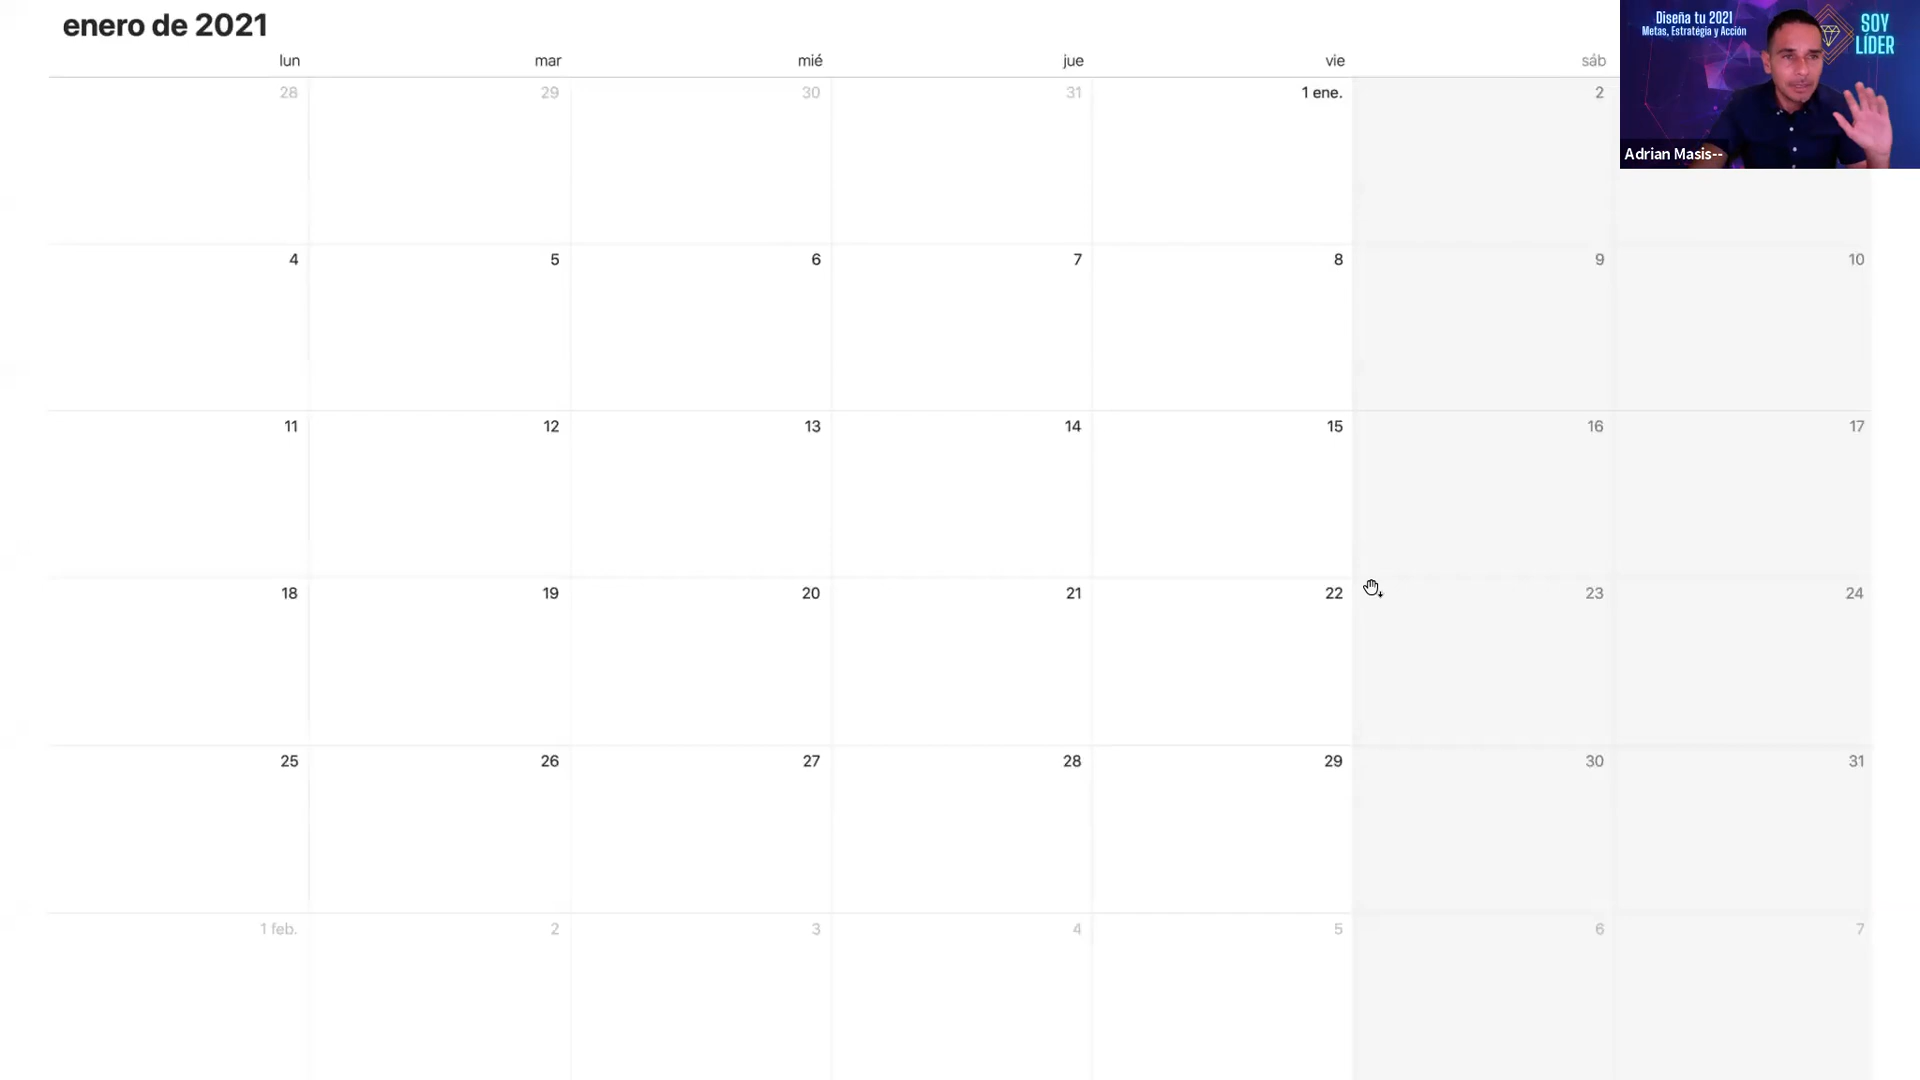 enero de 2021
lun mar mié jue vie sáb
28 29 30 31 1 ene. 2
4 5 6 7 8 9 10
11 12 13 14 15 16 17
18 19 20 21 22 23 24
25 26 27 28 29 30 31
1 feb. 2 3 4 5 6 7
Diseña tu 2021
Metas, Estratégia y Acción
SOY
LÍDER
Adrian Masis--